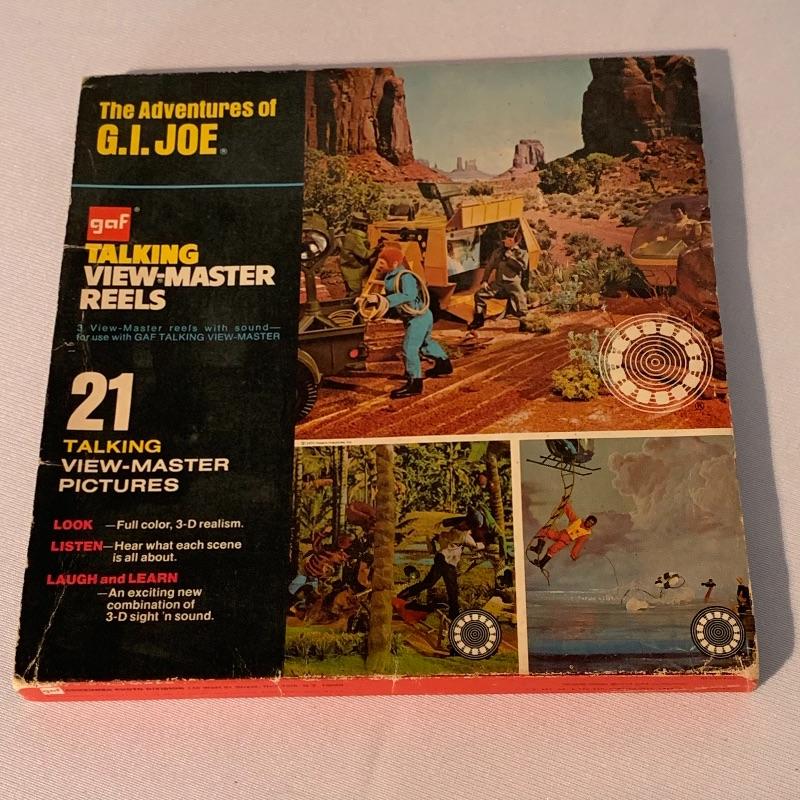 The Adventures of
G.I. JOE®
gaf®
TALKING
VIEW-MASTER
REELS
3 View-Master reels with sound—
for use with GAF TALKING VIEW-MASTER
21
TALKING
VIEW-MASTER
PICTURES
LOOK —Full color, 3-D realism.
LISTEN—Hear what each scene
is all about.
LAUGH and LEARN
—An exciting new
combination of
3-D sight 'n sound.
gaf